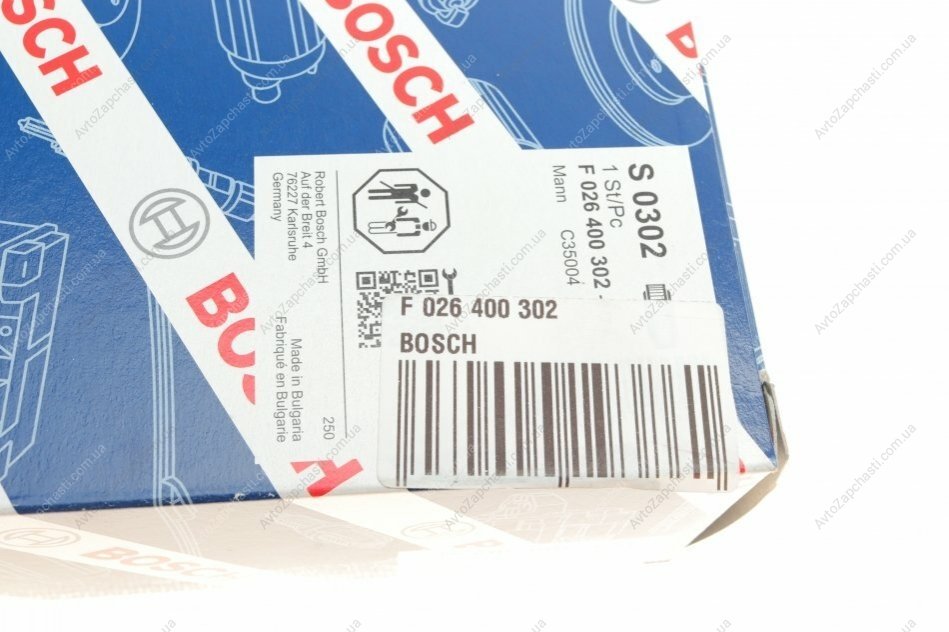 BOSCH
BOSCH
S 0302
1 St/Pc
F 026 400 302 -
Mann C35004
Robert Bosch GmbH
Auf der Breit 4
76227 Karlsruhe
Germany
Made in Bulgaria
Fabriqué en Bulgarie
250
F 026 400 302
BOSCH
BOSCH
AvtoZapchasti.com.ua